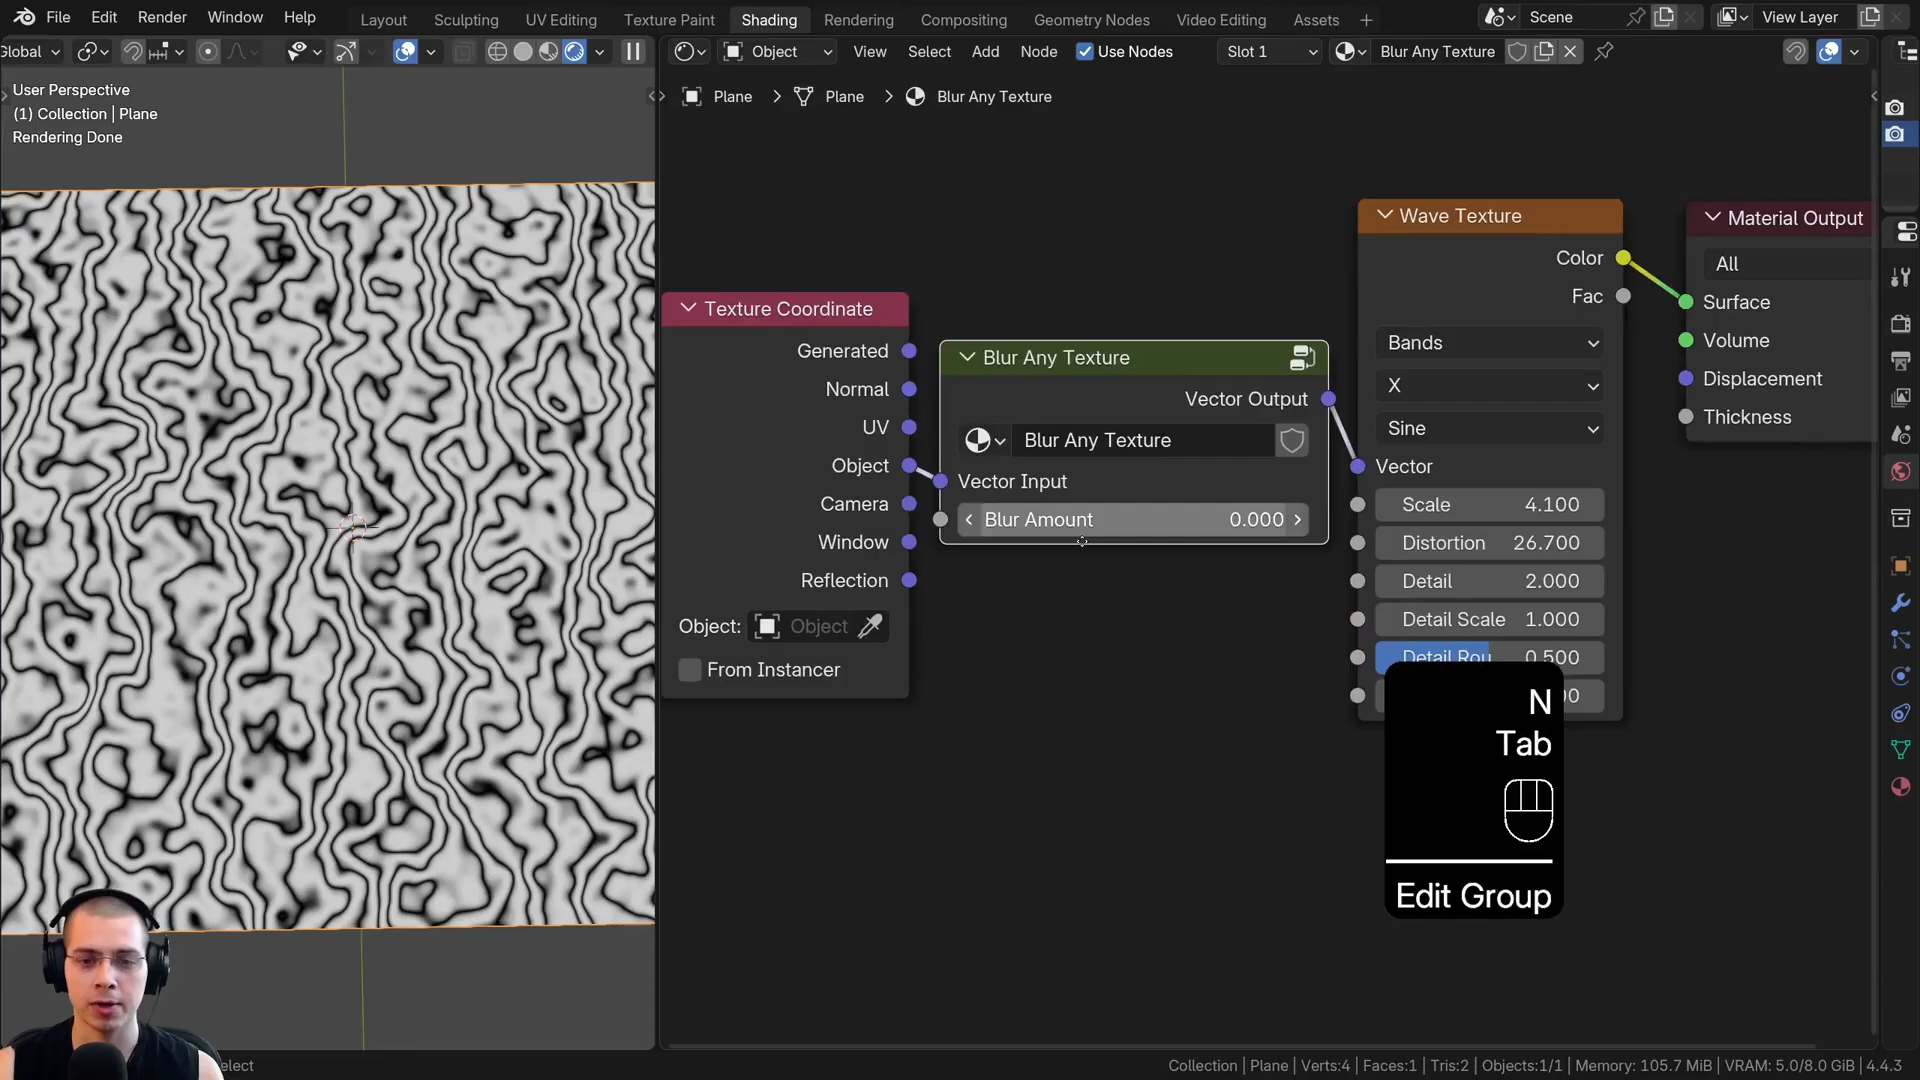 File Edit Render Window Help Layout Sculpting UV Editing Texture Paint Shading Rendering Compositing Geometry Nodes Video Editing Assets + Scene View Layer
Global Object View Select Add Node Use Nodes Slot 1 Blur Any Texture
User Perspective
(1) Collection | Plane
Rendering Done
Plane > Plane > Blur Any Texture
Texture Coordinate
Generated
Normal
UV
Object
Camera
Window
Reflection
Object: Object
From Instancer
Blur Any Texture
Vector Output
Blur Any Texture
Vector Input
Blur Amount 0.000
Wave Texture
Color
Fac
Bands
X
Sine
Vector
Scale 4.100
Distortion 26.700
Detail 2.000
Detail Scale 1.000
Detail Rou 0.500
Material Output
All
Surface
Volume
Displacement
Thickness
N
Tab
Edit Group
Collection | Plane | Verts:4 | Faces:1 | Tris:2 | Objects:1/1 | Memory: 105.7 MiB | VRAM: 5.0/8.0 GiB | 4.4.3